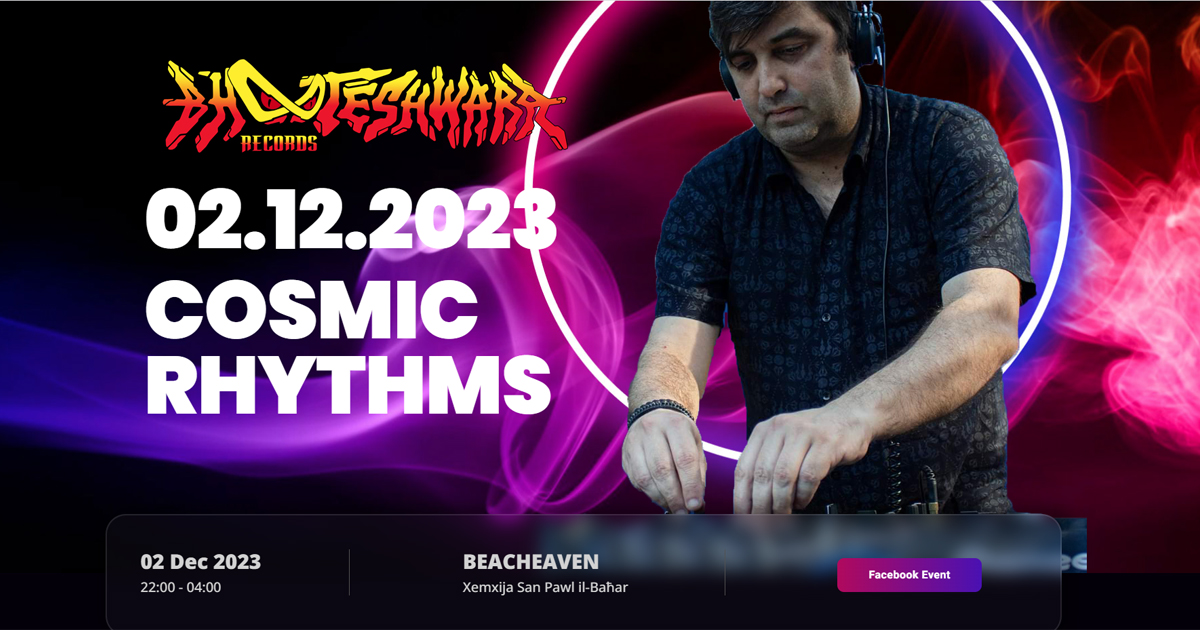 BHOOTESHWARA
RECORDS
02.12.2023
COSMIC
RHYTHMS
02 Dec 2023
22:00 - 04:00
BEACHEAVEN
Xemxija San Pawl il-Baħar
Facebook Event